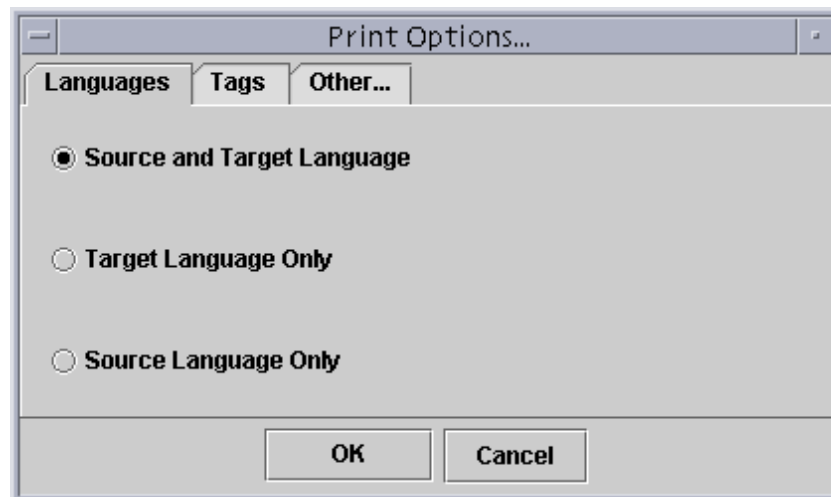 Print Options...
Languages Tags Other...
Source and Target Language
Target Language Only
Source Language Only
OK Cancel